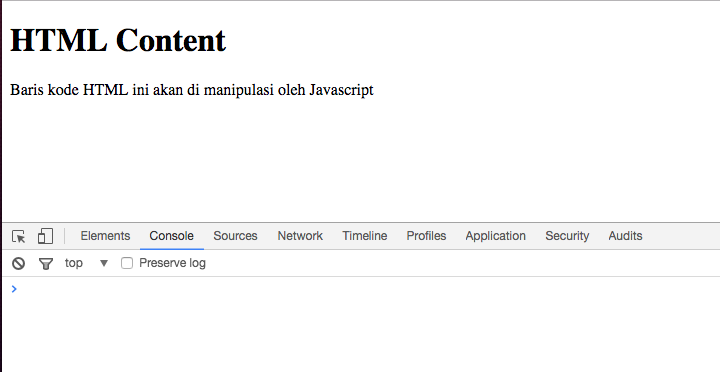 HTML Content
Baris kode HTML ini akan di manipulasi oleh Javascript
Elements Console Sources Network Timeline Profiles Application Security Audits
top Preserve log